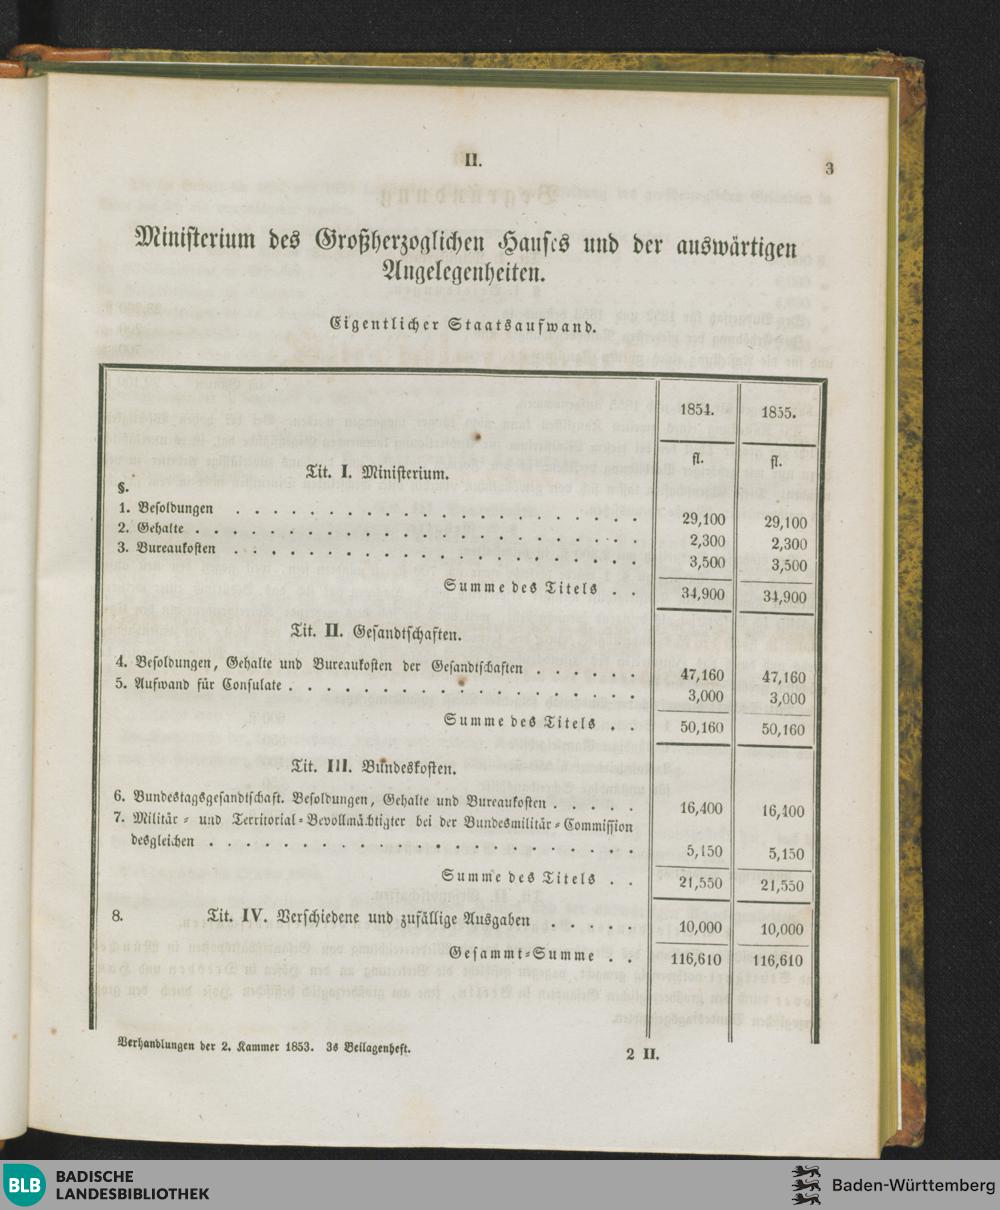 II.
3
Ministerium des Großherzoglichen Hauses und der auswärtigen
Angelegenheiten.
Eigentlicher Staatsaufwand.
1854. 1855.
fl. fl.
Tit. I. Ministerium.
§.
1. Besoldungen . . . . . . . . . . . . . . . . . . . 29,100 29,100
2. Gehalte . . . . . . . . . . . . . . . . . . . . . 2,300 2,300
3. Bureaukosten . . . . . . . . . . . . . . . . . . . 3,500 3,500
Summe des Titels . . 34,900 34,900
Tit. II. Gesandtschaften.
4. Besoldungen, Gehalte und Bureaukosten der Gesandtschaften . . . . . . 47,160 47,160
5. Aufwand für Consulate . . . . . . . . . . . . . . . . 3,000 3,000
Summe des Titels . . 50,160 50,160
Tit. III. Bundeskosten.
6. Bundestagsgesandtschaft. Besoldungen, Gehalte und Bureaukosten . . . . . 16,400 16,400
7. Militär- und Territorial-Bevollmächtigter bei der Bundesmilitär-Commission
desgleichen . . . . . . . . . . . . . . . . . . . . 5,150 5,150
Summe des Titels . . 21,550 21,550
8. Tit. IV. Verschiedene und zufällige Ausgaben . . . . . 10,000 10,000
Gesammt-Summe . . 116,610 116,610
Verhandlungen der 2. Kammer 1853. 3s Beilagenheft.
2 II.
BLB BADISCHE
LANDESBIBLIOTHEK
Baden-Württemberg